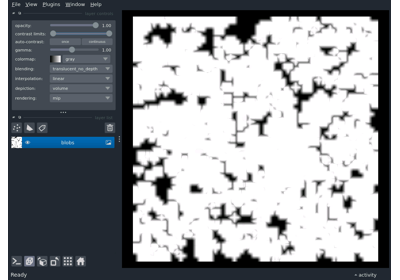 File View Plugins Window Help
opacity: 1.00
contrast limits:
auto-contrast: once continuous
gamma: 1.00
colormap: gray
blending: translucent_no_depth
interpolation: linear
depiction: volume
rendering: mip
blobs
Ready
activity